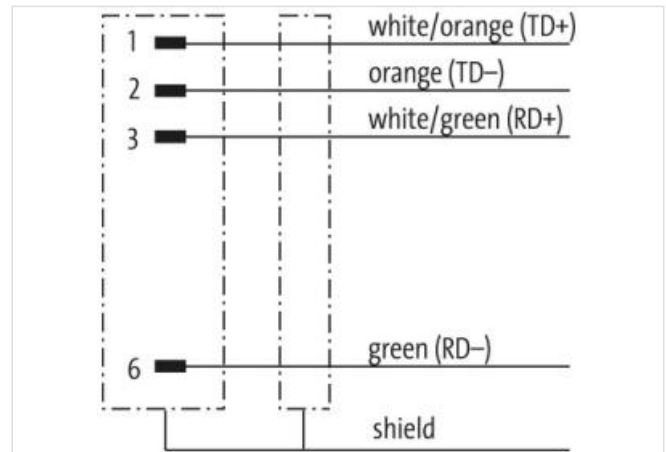 1 white/orange (TD+)
2 orange (TD–)
3 white/green (RD+)
6 green (RD–)
shield